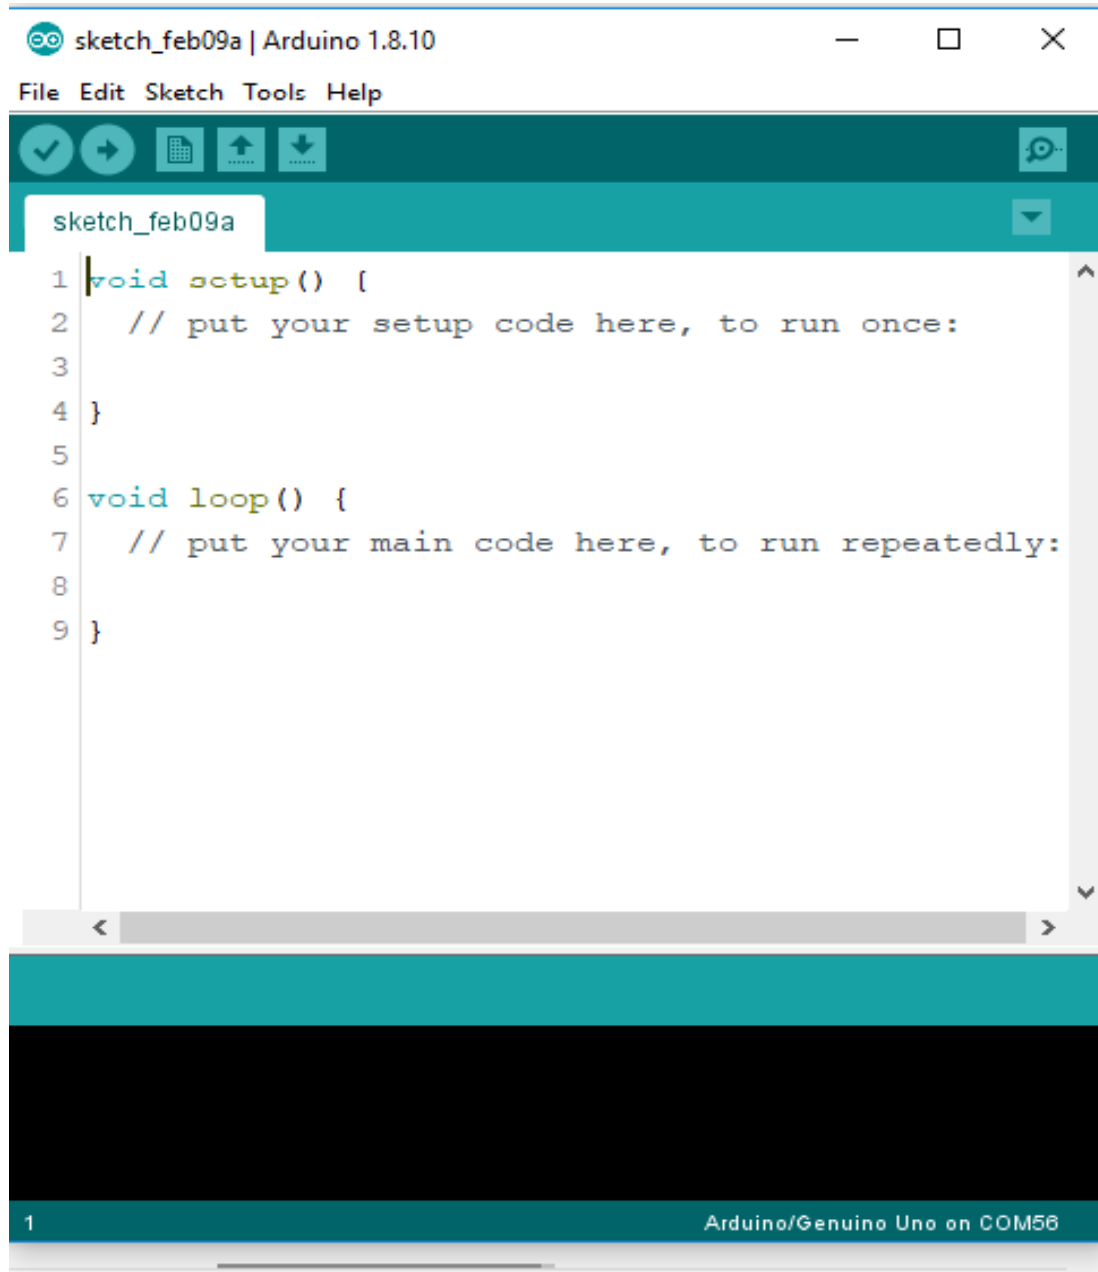 sketch_feb09a | Arduino 1.8.10
File Edit Sketch Tools Help
sketch_feb09a
1 void setup() {
2 // put your setup code here, to run once:
3
4 }
5
6 void loop() {
7 // put your main code here, to run repeatedly:
8
9 }
1 Arduino/Genuino Uno on COM56